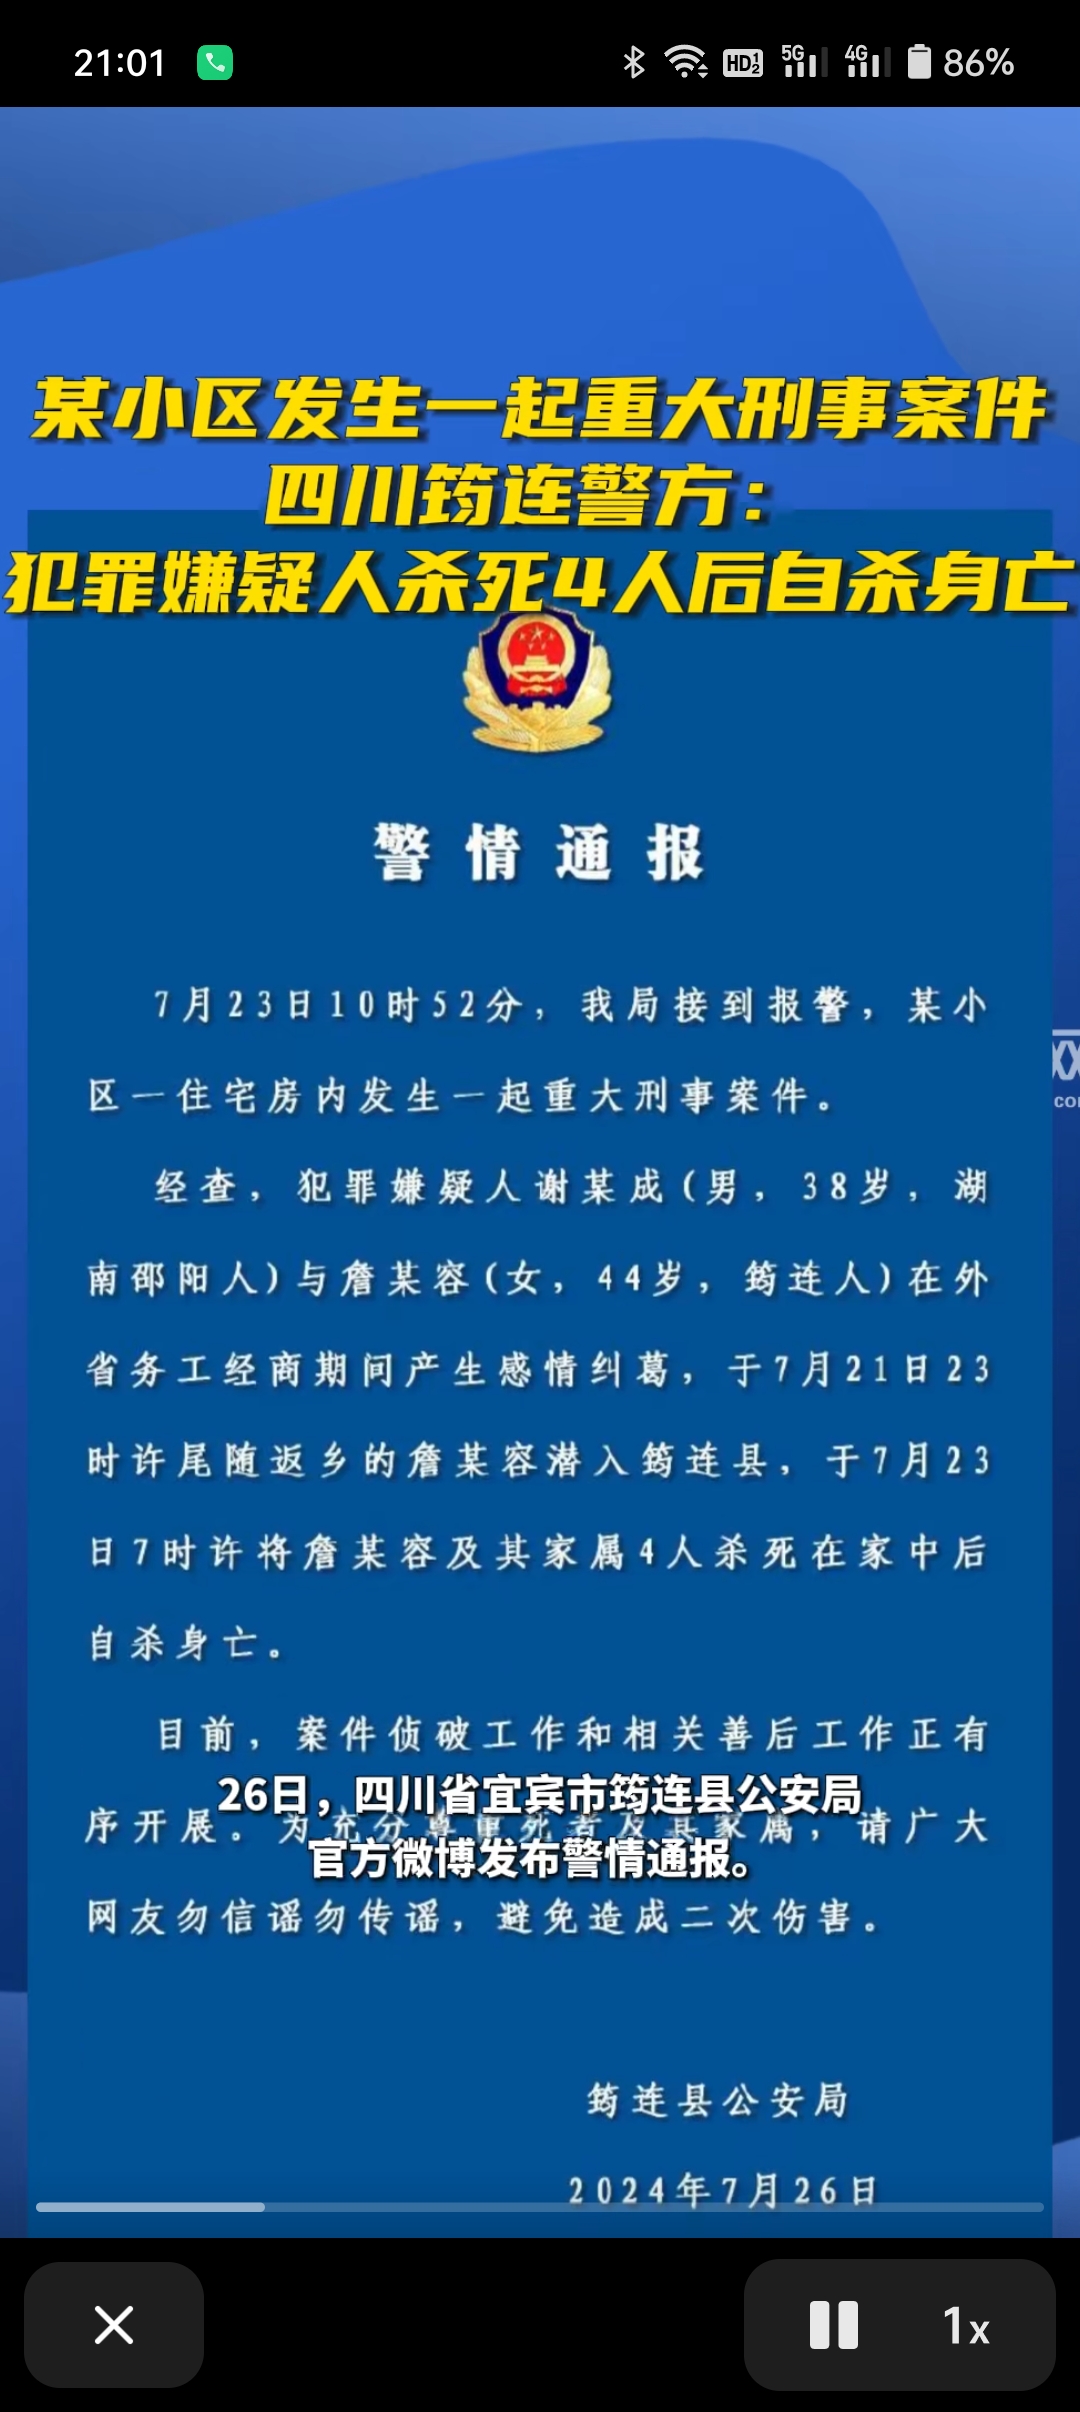 21:01
HD 1 2
5G
4G
86%
某小区发生一起重大刑事案件
四川筠连警方：
犯罪嫌疑人杀死4人后自杀身亡
警情通报
7月23日10时52分，我局接到报警，某小
区一住宅房内发生一起重大刑事案件。
经查，犯罪嫌疑人谢某成（男，38岁，湖
南邵阳人）与詹某容（女，44岁，筠连人）在外
省务工经商期间产生感情纠葛，于7月21日23
时许尾随返乡的詹某容潜入筠连县，于7月23
日7时许将詹某容及其家属4人杀死在家中后
自杀身亡。
目前，案件侦破工作和相关善后工作正有
26日，四川省宜宾市筠连县公安局
序开展。为充分尊重死者及其家属，请广大
官方微博发布警情通报。
网友勿信谣勿传谣，避免造成二次伤害。
筠连县公安局
2024年7月26日
1x